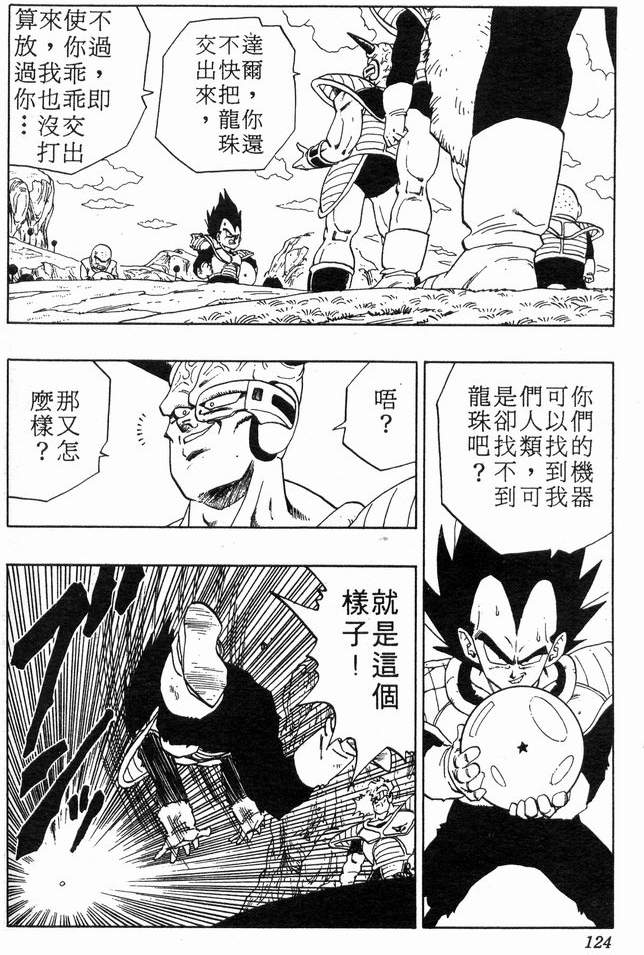 達爾，你還
不快把龍珠
交出來，
不過，即
使你乖乖交出
來，我也沒打
算放過你…
你們的機器
可以找到我
們人類，可
是卻找不到
龍珠吧？
唔？
那又怎
麼樣？
就是這個
樣子！
124